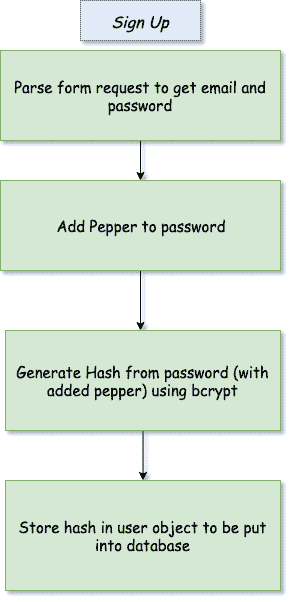 Sign Up
Parse form request to get email and
password
Add Pepper to password
Generate Hash from password (with
added pepper) using bcrypt
Store hash in user object to be put
into database